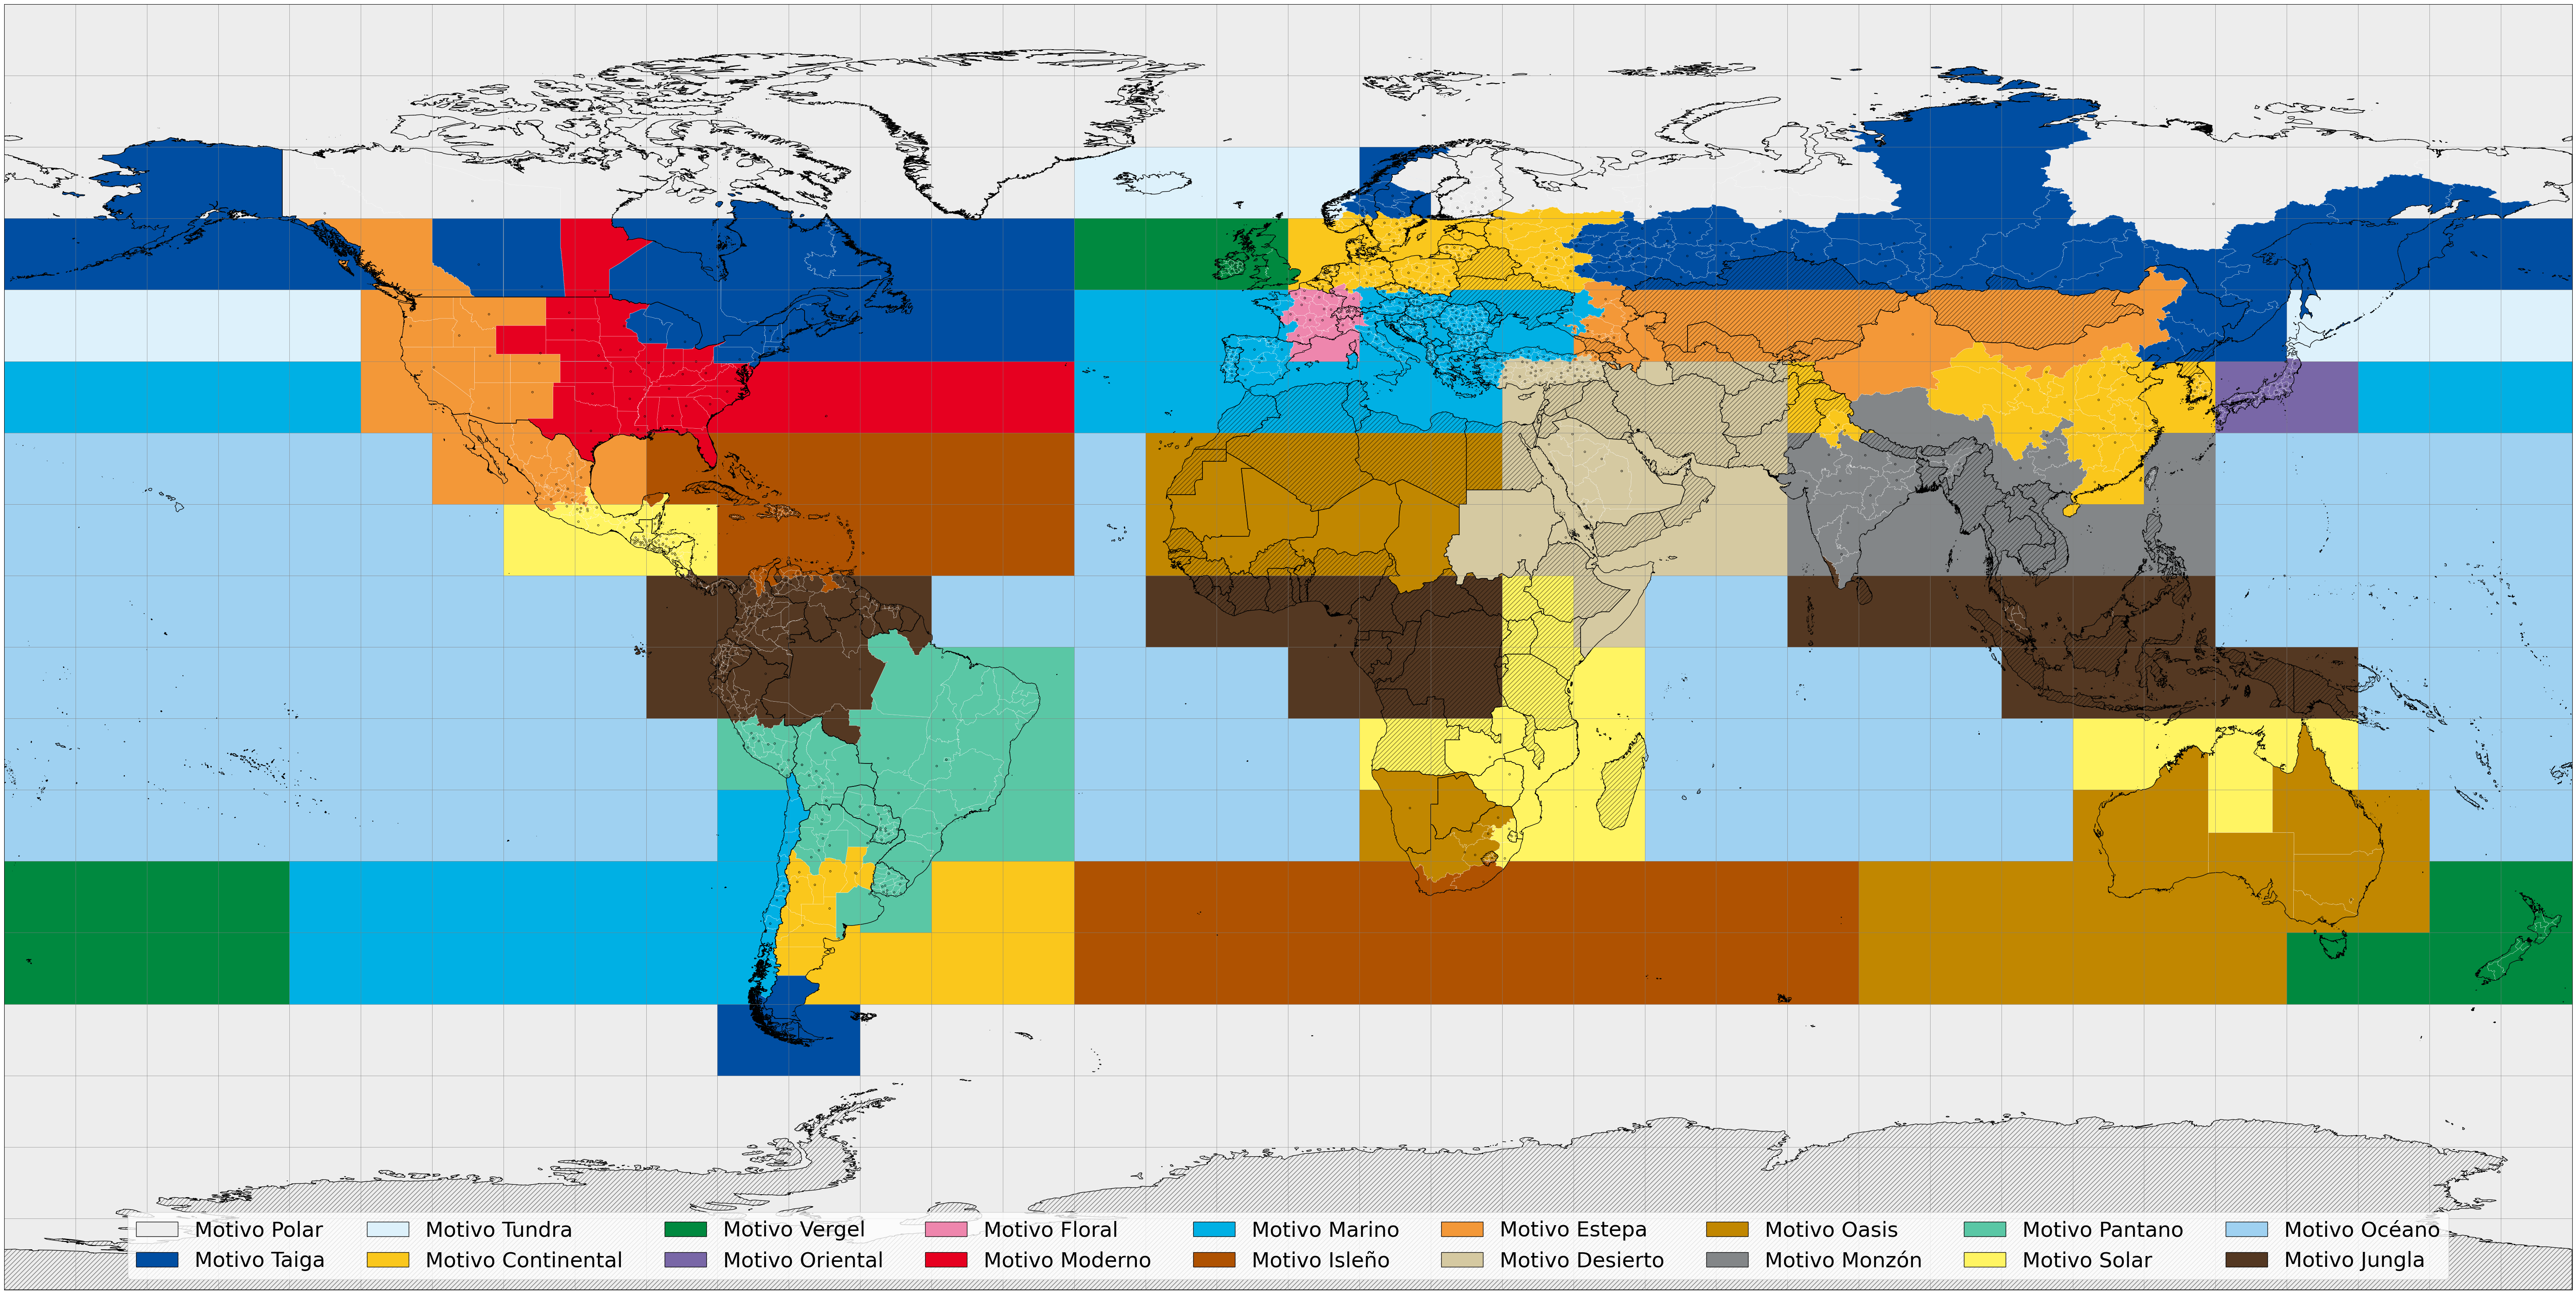 Motivo Polar Motivo Tundra Motivo Vergel Motivo Floral Motivo Marino Motivo Estepa Motivo Oasis Motivo Pantano Motivo Océano
Motivo Taiga Motivo Continental Motivo Oriental Motivo Moderno Motivo Isleño Motivo Desierto Motivo Monzón Motivo Solar Motivo Jungla